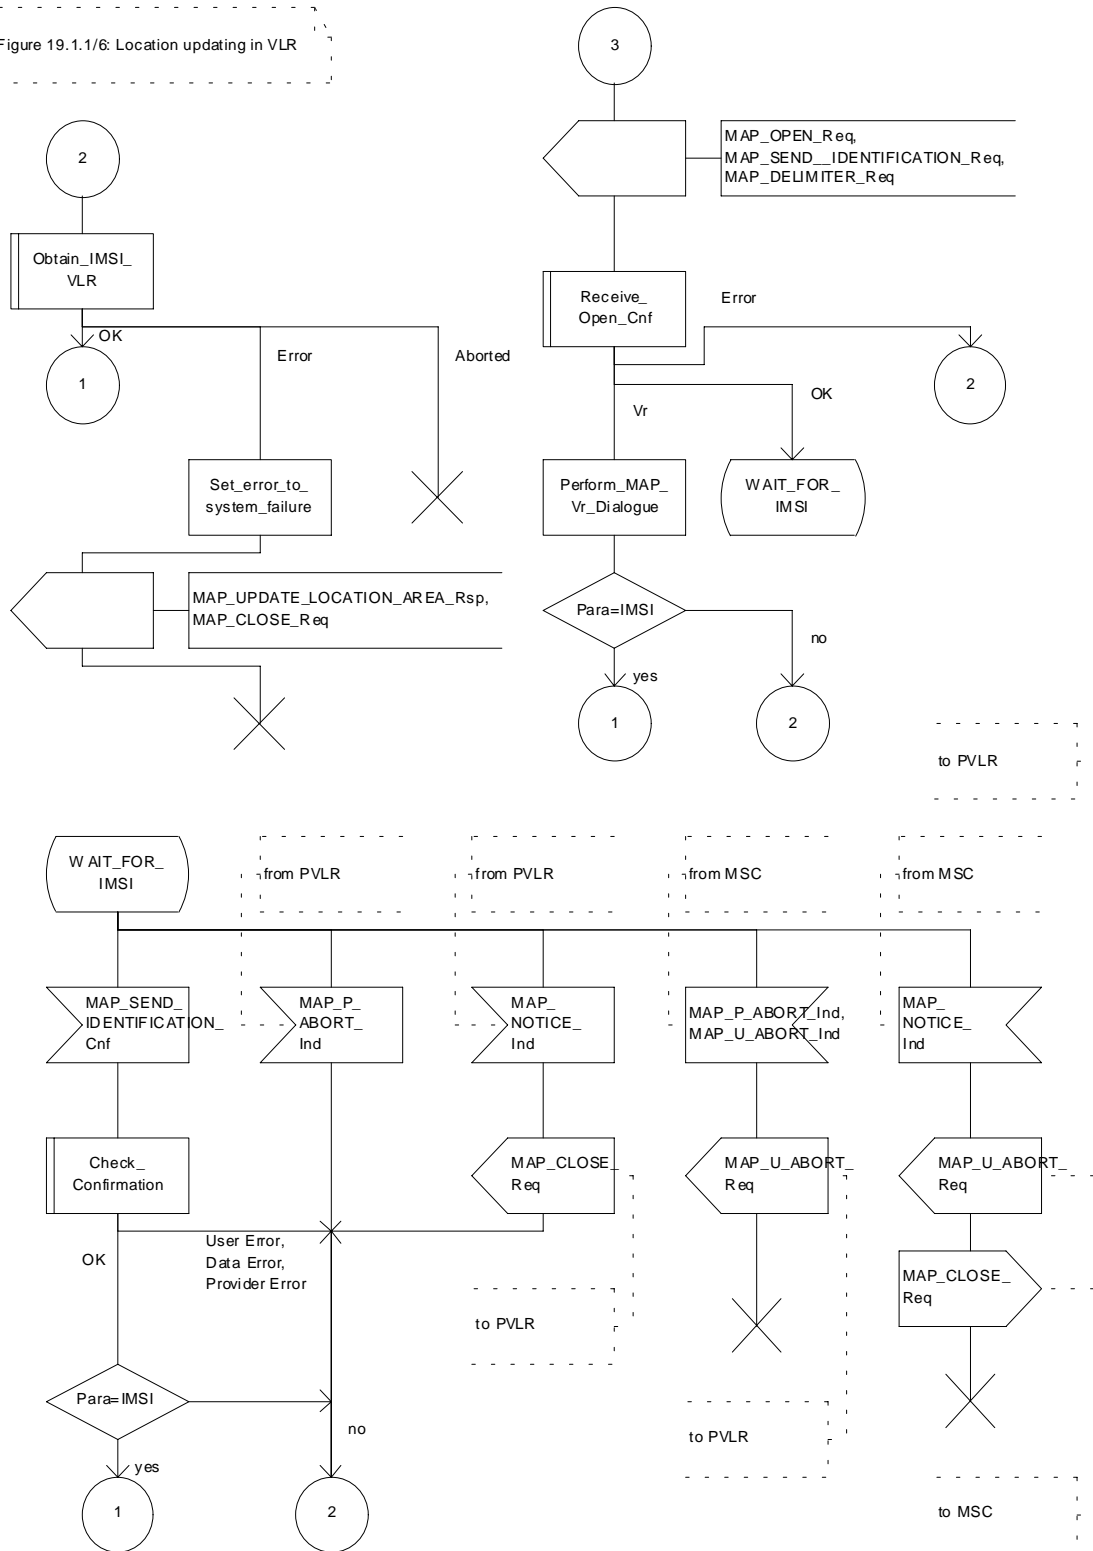 Figure 19.1.1/6: Location updating in VLR
2
Obtain_IMSI_
VLR
OK
1
Error
Aborted
Set_error_to_
system_failure
MAP_UPDATE_LOCATION_AREA_Rsp,
MAP_CLOSE_Req
3
MAP_OPEN_Req,
MAP_SEND__IDENTIFICATION_Req,
MAP_DELIMITER_Req
Receive_
Open_Cnf
Error
2
OK
Vr
Perform_MAP_
Vr_Dialogue
WAIT_FOR_
IMSI
Para=IMSI
no
yes
1
2
to PVLR
WAIT_FOR_
IMSI
from PVLR
from PVLR
from MSC
from MSC
MAP_SEND_
IDENTIFICATION_
Cnf
MAP_P_
ABORT_
Ind
MAP_
NOTICE_
Ind
MAP_P_ABORT_Ind,
MAP_U_ABORT_Ind
MAP_
NOTICE_
Ind
Check_
Confirmation
MAP_CLOSE_
Req
MAP_U_ABORT_
Req
MAP_U_ABORT_
Req
OK
User Error,
Data Error,
Provider Error
MAP_CLOSE_
Req
to PVLR
Para=IMSI
no
to PVLR
yes
1
2
to MSC